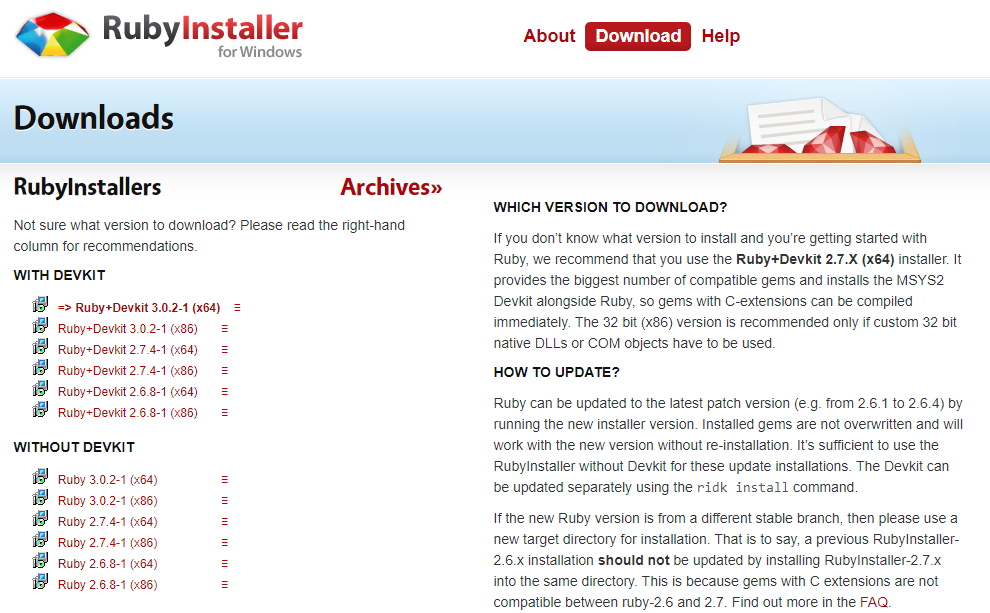 RubyInstaller
for Windows
About Download Help
Downloads
RubyInstallers Archives»
Not sure what version to download? Please read the right-hand
column for recommendations.
WITH DEVKIT
=> Ruby+Devkit 3.0.2-1 (x64)
Ruby+Devkit 3.0.2-1 (x86)
Ruby+Devkit 2.7.4-1 (x64)
Ruby+Devkit 2.7.4-1 (x86)
Ruby+Devkit 2.6.8-1 (x64)
Ruby+Devkit 2.6.8-1 (x86)
WITHOUT DEVKIT
Ruby 3.0.2-1 (x64)
Ruby 3.0.2-1 (x86)
Ruby 2.7.4-1 (x64)
Ruby 2.7.4-1 (x86)
Ruby 2.6.8-1 (x64)
Ruby 2.6.8-1 (x86)
WHICH VERSION TO DOWNLOAD?
If you don’t know what version to install and you’re getting started with
Ruby, we recommend that you use the Ruby+Devkit 2.7.X (x64) installer. It
provides the biggest number of compatible gems and installs the MSYS2
Devkit alongside Ruby, so gems with C-extensions can be compiled
immediately. The 32 bit (x86) version is recommended only if custom 32 bit
native DLLs or COM objects have to be used.
HOW TO UPDATE?
Ruby can be updated to the latest patch version (e.g. from 2.6.1 to 2.6.4) by
running the new installer version. Installed gems are not overwritten and will
work with the new version without re-installation. It’s sufficient to use the
RubyInstaller without Devkit for these update installations. The Devkit can
be updated separately using the ridk install command.
If the new Ruby version is from a different stable branch, then please use a
new target directory for installation. That is to say, a previous RubyInstaller-
2.6.x installation should not be updated by installing RubyInstaller-2.7.x
into the same directory. This is because gems with C extensions are not
compatible between ruby-2.6 and 2.7. Find out more in the FAQ.